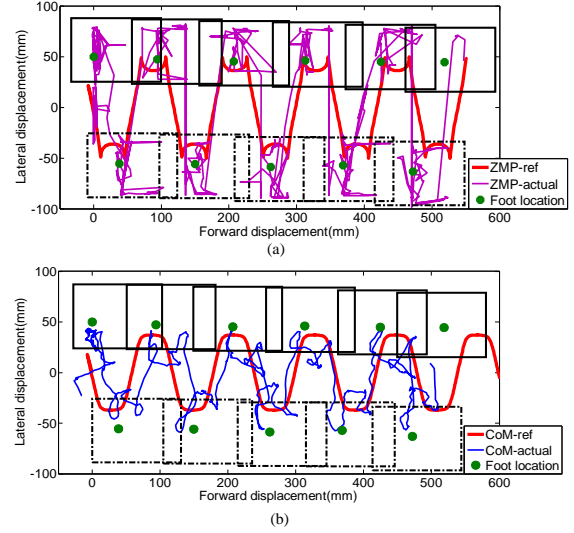 100
50
0
-50
-100
Lateral displacement(mm)
0
100
200
300
400
500
600
Forward displacement(mm)
ZMP-ref
ZMP-actual
Foot location
(a)
100
50
0
-50
-100
Lateral displacement(mm)
0
100
200
300
400
500
600
Forward displacement(mm)
CoM-ref
CoM-actual
Foot location
(b)